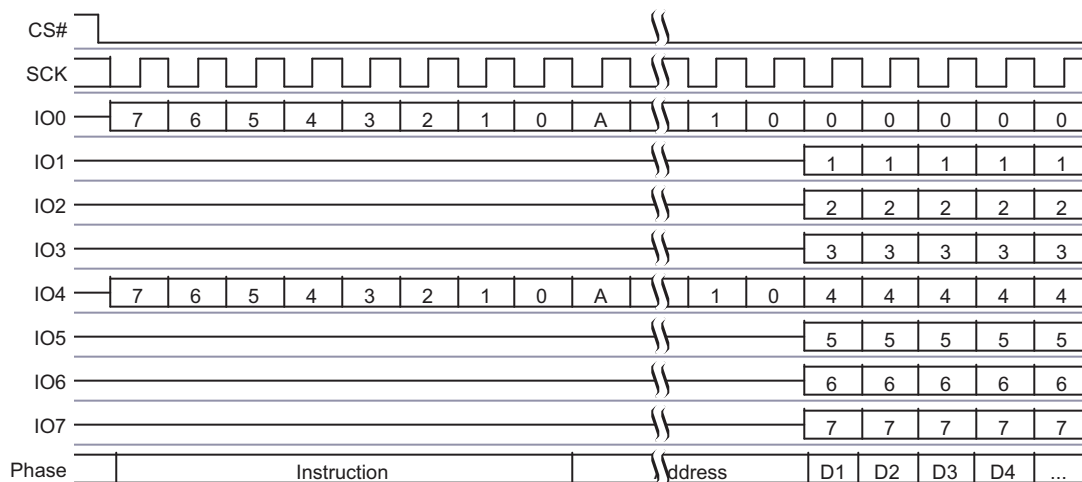 CS#
SCK
IO0 7 6 5 4 3 2 1 0 A 1 0 0 0 0 0 0
IO1 1 1 1 1 1
IO2 2 2 2 2 2
IO3 3 3 3 3 3
IO4 7 6 5 4 3 2 1 0 A 1 0 4 4 4 4 4
IO5 5 5 5 5 5
IO6 6 6 6 6 6
IO7 7 7 7 7 7
Phase Instruction Address D1 D2 D3 D4 ...